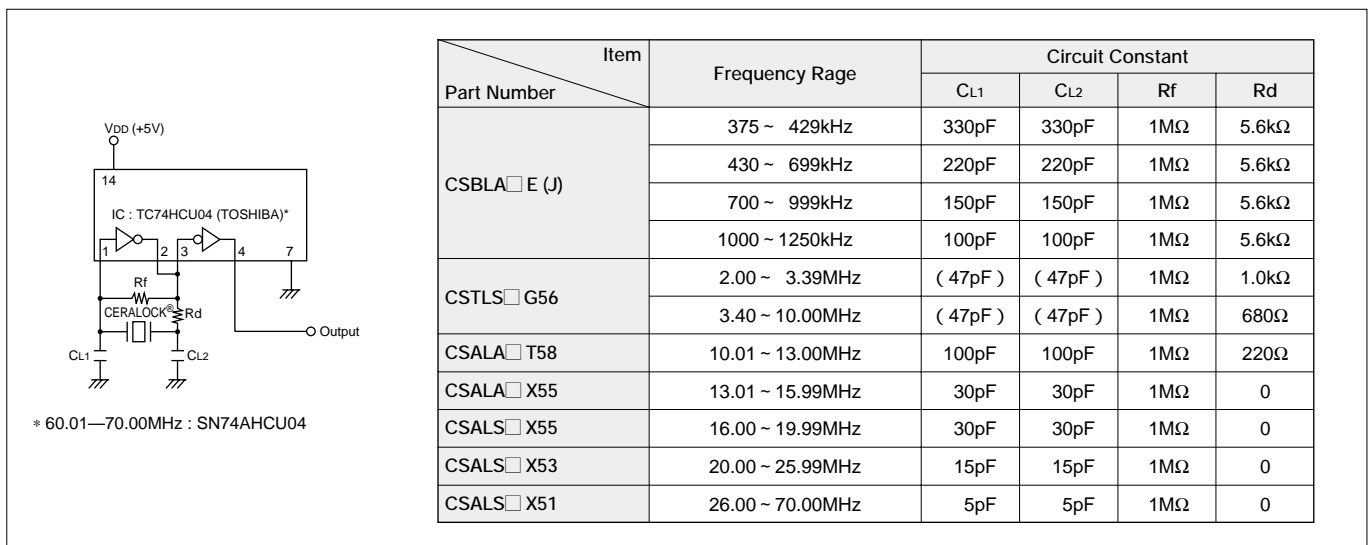 VDD (+5V)
14
IC : TC74HCU04 (TOSHIBA)*
1 2 3 4 7
Rf
CERALOCK® Rd
Output
CL1 CL2
* 60.01—70.00MHz : SN74AHCU04
Item
Part Number
Frequency Rage
Circuit Constant
CL1 CL2 Rf Rd
CSBLA□ E (J)
375 ~ 429kHz 330pF 330pF 1MΩ 5.6kΩ
430 ~ 699kHz 220pF 220pF 1MΩ 5.6kΩ
700 ~ 999kHz 150pF 150pF 1MΩ 5.6kΩ
1000 ~ 1250kHz 100pF 100pF 1MΩ 5.6kΩ
CSTLS□ G56
2.00 ~ 3.39MHz (47pF) (47pF) 1MΩ 1.0kΩ
3.40 ~ 10.00MHz (47pF) (47pF) 1MΩ 680Ω
CSALA□ T58 10.01 ~ 13.00MHz 100pF 100pF 1MΩ 220Ω
CSALA□ X55 13.01 ~ 15.99MHz 30pF 30pF 1MΩ 0
CSALS□ X55 16.00 ~ 19.99MHz 30pF 30pF 1MΩ 0
CSALS□ X53 20.00 ~ 25.99MHz 15pF 15pF 1MΩ 0
CSALS□ X51 26.00 ~ 70.00MHz 5pF 5pF 1MΩ 0